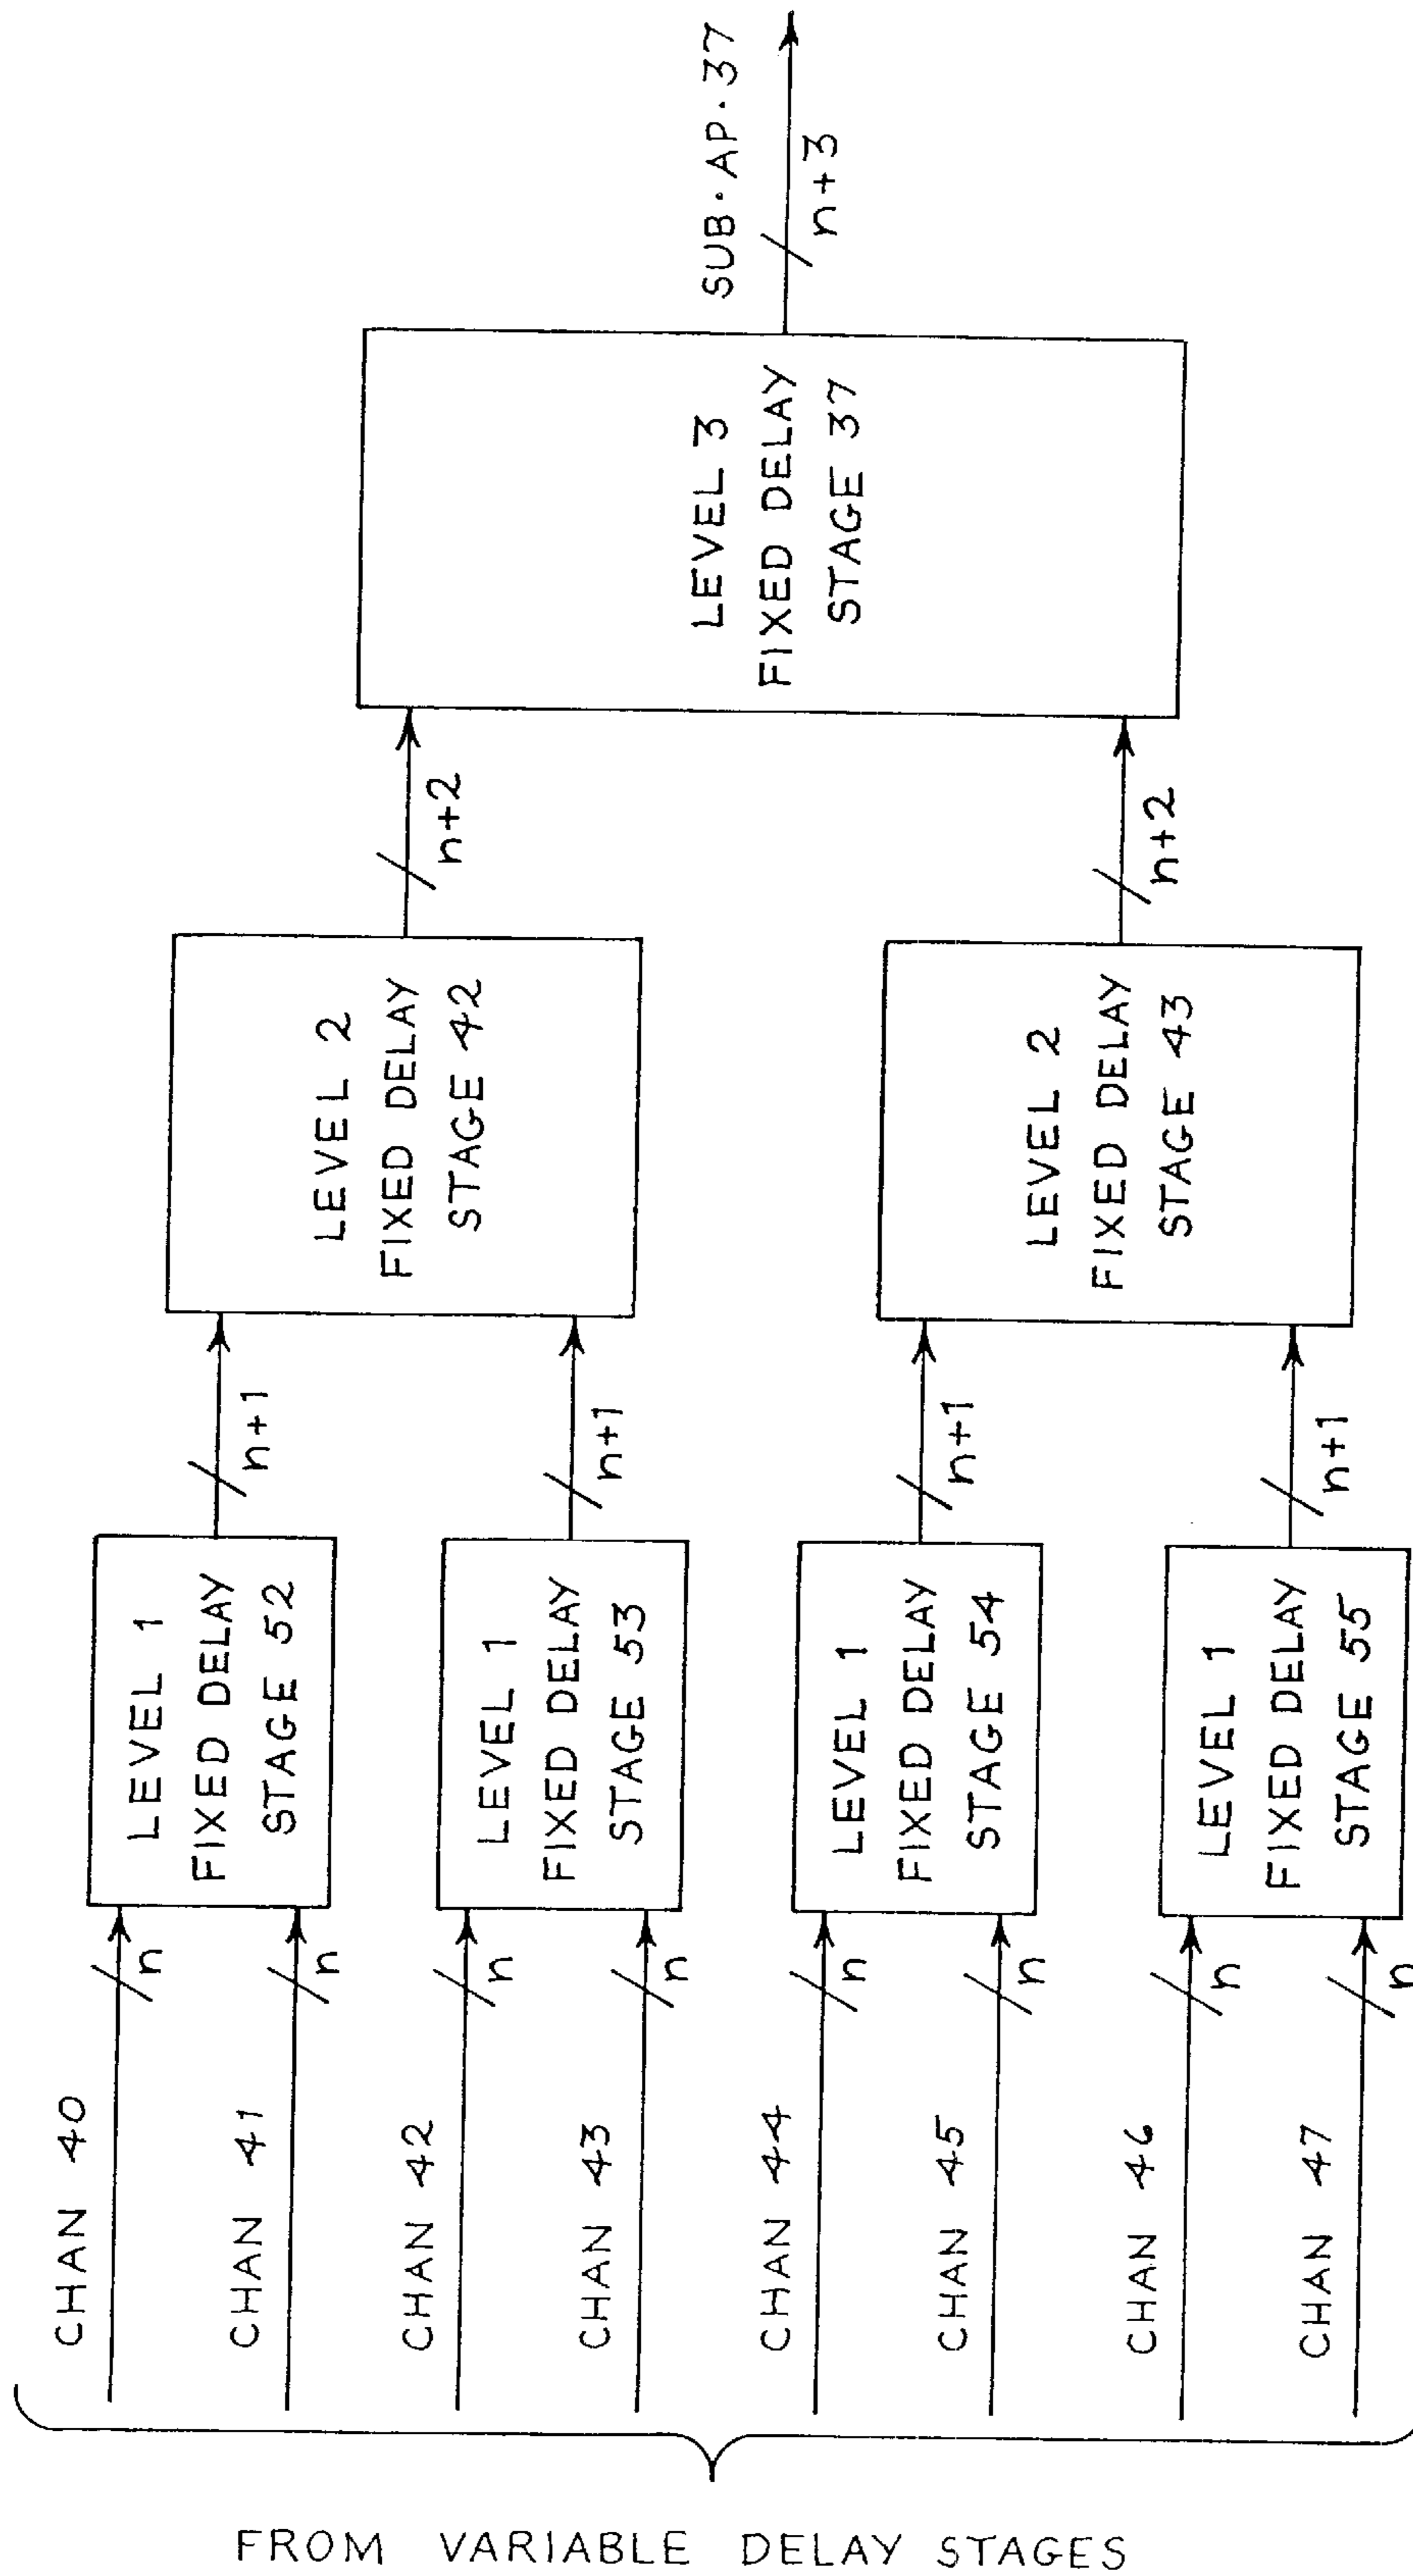 FROM VARIABLE DELAY STAGES
CHAN 40
n
CHAN 41
n
CHAN 42
n
CHAN 43
n
CHAN 44
n
CHAN 45
n
CHAN 46
n
CHAN 47
n
LEVEL 1
FIXED DELAY
STAGE 52
n+1
LEVEL 1
FIXED DELAY
STAGE 53
n+1
LEVEL 1
FIXED DELAY
STAGE 54
n+1
LEVEL 1
FIXED DELAY
STAGE 55
n+1
LEVEL 2
FIXED DELAY
STAGE 42
n+2
LEVEL 2
FIXED DELAY
STAGE 43
n+2
LEVEL 3
FIXED DELAY
STAGE 37
SUB·AP·37
n+3